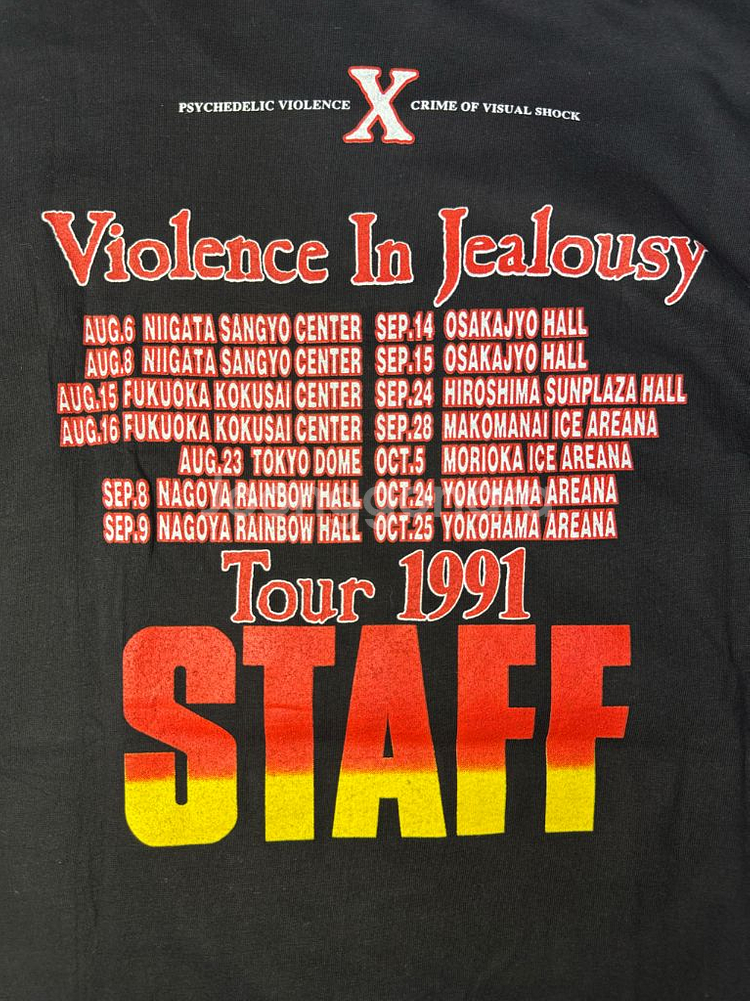 PSYCHEDELIC VIOLENCE X CRIME OF VISUAL SHOCK
Violence In Jealousy
AUG.6 NIIGATA SANGYO CENTER SEP.14 OSAKAJYO HALL
AUG.8 NIIGATA SANGYO CENTER SEP.15 OSAKAJYO HALL
AUG.15 FUKUOKA KOKUSAI CENTER SEP.24 HIROSHIMA SUNPLAZA HALL
AUG.16 FUKUOKA KOKUSAI CENTER SEP.28 MAKOMANAI ICE AREANA
AUG.23 TOKYO DOME OCT.5 MORIOKA ICE AREANA
SEP.8 NAGOYA RAINBOW HALL OCT.24 YOKOHAMA AREANA
SEP.9 NAGOYA RAINBOW HALL OCT.25 YOKOHAMA AREANA
Tour 1991
STAFF